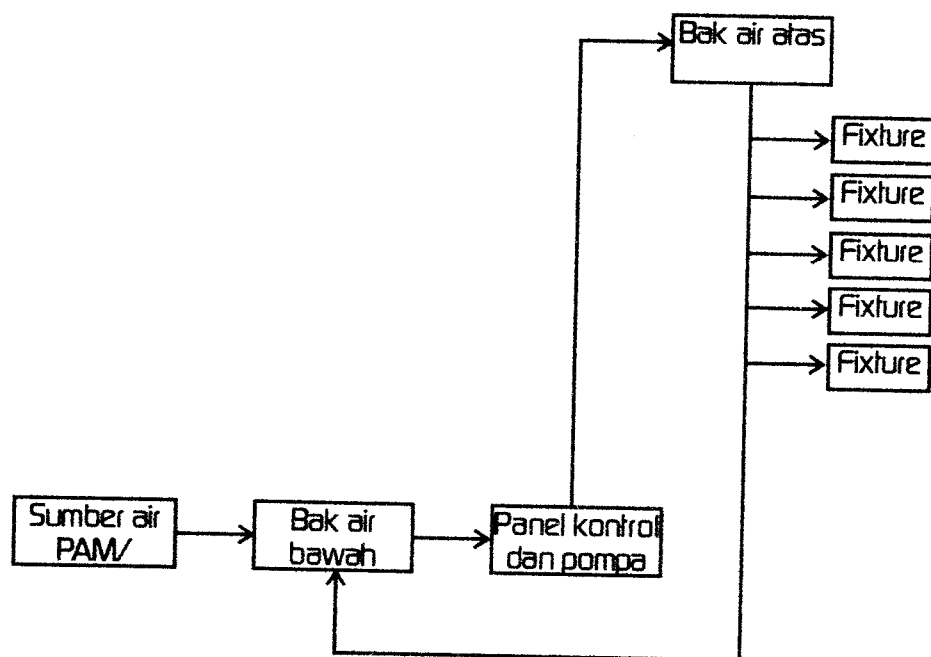 Bak air atas
Fixture
Fixture
Fixture
Fixture
Fixture
Sumber air
PAM/
Bak air
bawah
Panel kontrol
dan pompa